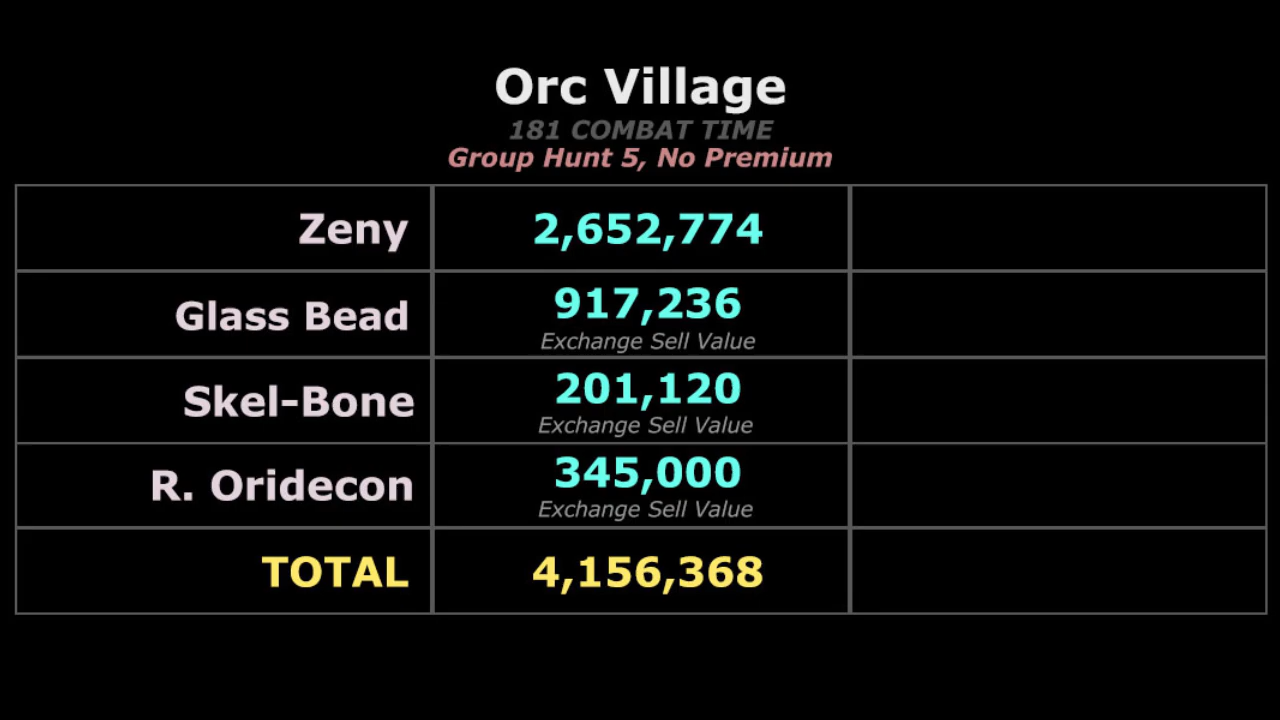 Orc Village
181 COMBAT TIME
Group Hunt 5, No Premium
Zeny 2,652,774
Glass Bead 917,236
Exchange Sell Value
Skel-Bone 201,120
Exchange Sell Value
R. Oridecon 345,000
Exchange Sell Value
TOTAL 4,156,368